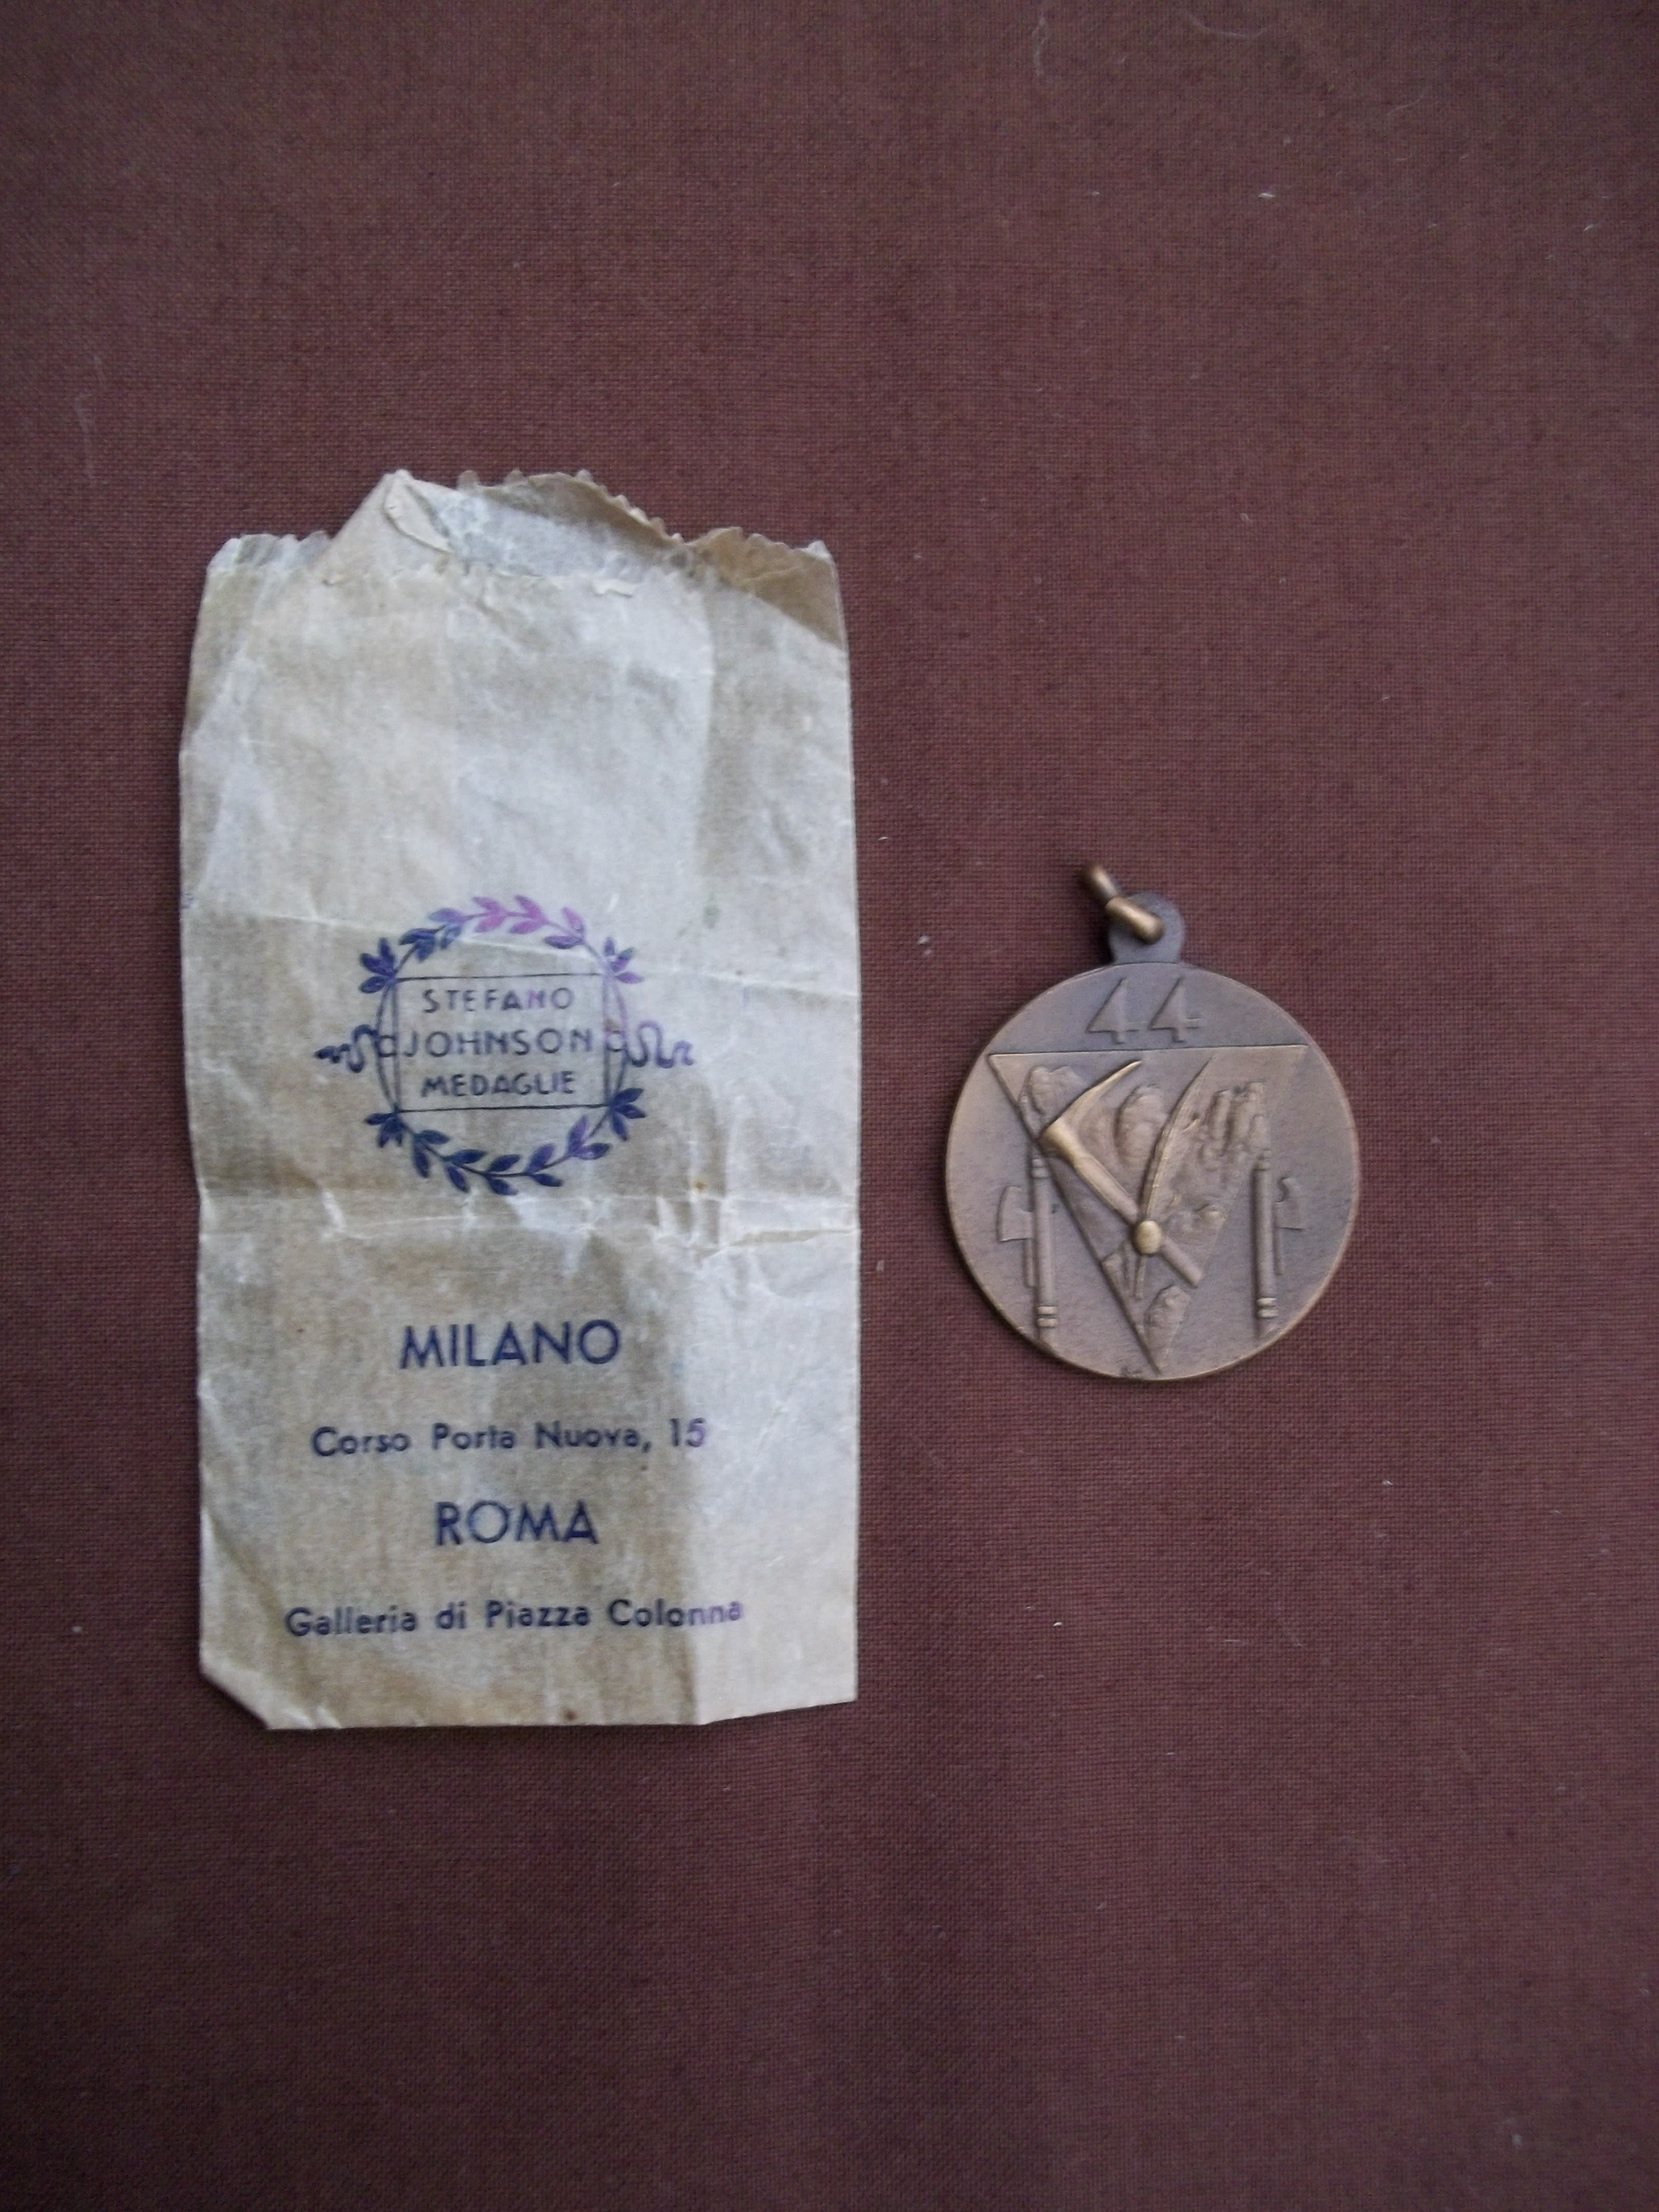 STEFANO
JOHNSON
MEDAGLIE
MILANO
Corso Porta Nuova, 15
ROMA
Galleria di Piazza Colonna
44